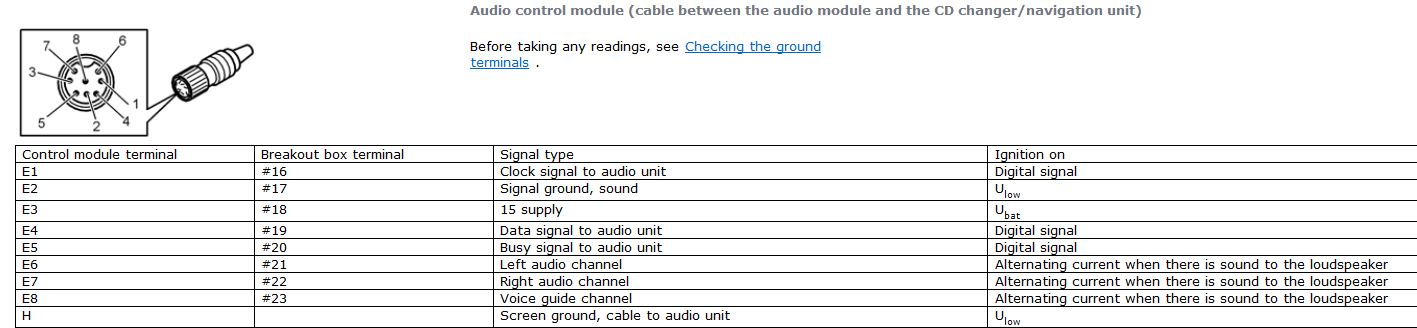 Audio control module (cable between the audio module and the CD changer/navigation unit)
Before taking any readings, see Checking the ground
terminals .
8
7
6
3
1
5
2
4
Control module terminal Breakout box terminal Signal type Ignition on
E1 #16 Clock signal to audio unit Digital signal
E2 #17 Signal ground, sound Ulow
E3 #18 15 supply Ubat
E4 #19 Data signal to audio unit Digital signal
E5 #20 Busy signal to audio unit Digital signal
E6 #21 Left audio channel Alternating current when there is sound to the loudspeaker
E7 #22 Right audio channel Alternating current when there is sound to the loudspeaker
E8 #23 Voice guide channel Alternating current when there is sound to the loudspeaker
H Screen ground, cable to audio unit Ulow